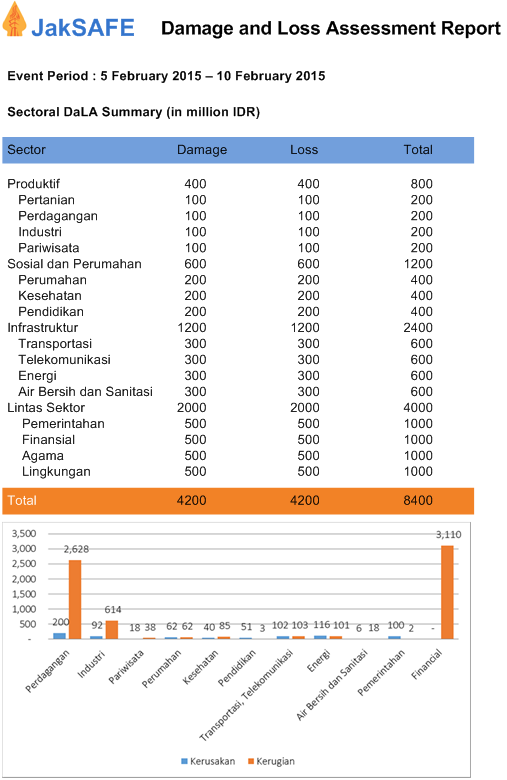 JakSAFE Damage and Loss Assessment Report
Event Period : 5 February 2015 – 10 February 2015
Sectoral DaLA Summary (in million IDR)
Sector Damage Loss Total
Produktif 400 400 800
Pertanian 100 100 200
Perdagangan 100 100 200
Industri 100 100 200
Pariwisata 100 100 200
Sosial dan Perumahan 600 600 1200
Perumahan 200 200 400
Kesehatan 200 200 400
Pendidikan 200 200 400
Infrastruktur 1200 1200 2400
Transportasi 300 300 600
Telekomunikasi 300 300 600
Energi 300 300 600
Air Bersih dan Sanitasi 300 300 600
Lintas Sektor 2000 2000 4000
Pemerintahan 500 500 1000
Finansial 500 500 1000
Agama 500 500 1000
Lingkungan 500 500 1000
Total 4200 4200 8400
3,500
3,000
2,500
2,000
1,500
1,000
500
-
200 2,628 92 614 18 38 62 62 40 85 51 3 102 103 116 101 6 18 100 2 - 3,110
Perdagangan
Industri
Pariwisata
Perumahan
Kesehatan
Pendidikan
Transportasi, Telekomunikasi
Energi
Air Bersih dan Sanitasi
Pemerintahan
Financial
Kerusakan Kerugian